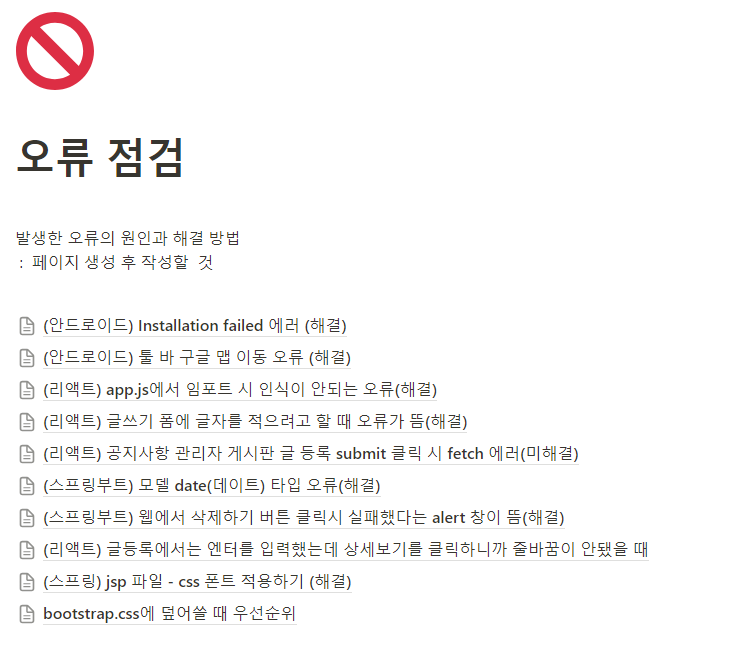 오류 점검
발생한 오류의 원인과 해결 방법
: 페이지 생성 후 작성할 것
(안드로이드) Installation failed 에러 (해결)
(안드로이드) 툴 바 구글 맵 이동 오류 (해결)
(리액트) app.js에서 임포트 시 인식이 안되는 오류(해결)
(리액트) 글쓰기 폼에 글자를 적으려고 할 때 오류가 뜸(해결)
(리액트) 공지사항 관리자 게시판 글 등록 submit 클릭 시 fetch 에러(미해결)
(스프링부트) 모델 date(데이트) 타입 오류(해결)
(스프링부트) 웹에서 삭제하기 버튼 클릭시 실패했다는 alert 창이 뜸(해결)
(리액트) 글등록에서는 엔터를 입력했는데 상세보기를 클릭하니까 줄바꿈이 안됐을 때
(스프링) jsp 파일 - css 폰트 적용하기 (해결)
bootstrap.css에 덮어쓸 때 우선순위